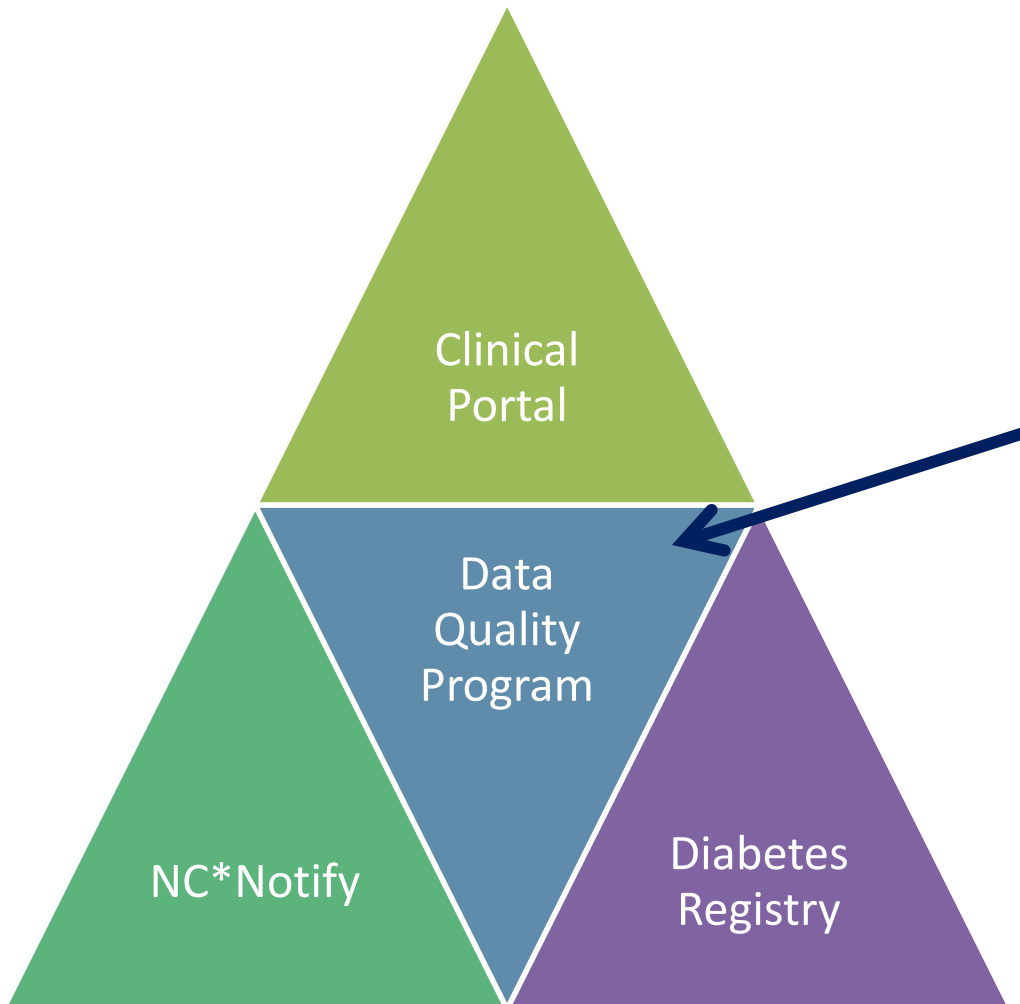 Clinical
Portal
Data
Quality
Program
NC*Notify
Diabetes
Registry